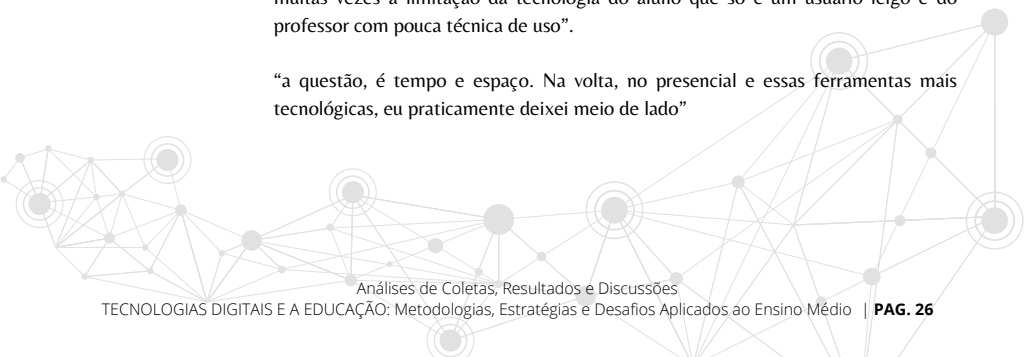 muitas vezes a limitação da tecnologia do aluno que só é um usuário leigo e do
professor com pouca técnica de uso”.
“a questão, é tempo e espaço. Na volta, no presencial e essas ferramentas mais
tecnológicas, eu praticamente deixei meio de lado”
Análises de Coletas, Resultados e Discussões
TECNOLOGIAS DIGITAIS E A EDUCAÇÃO: Metodologias, Estratégias e Desafios Aplicados ao Ensino Médio | PAG. 26